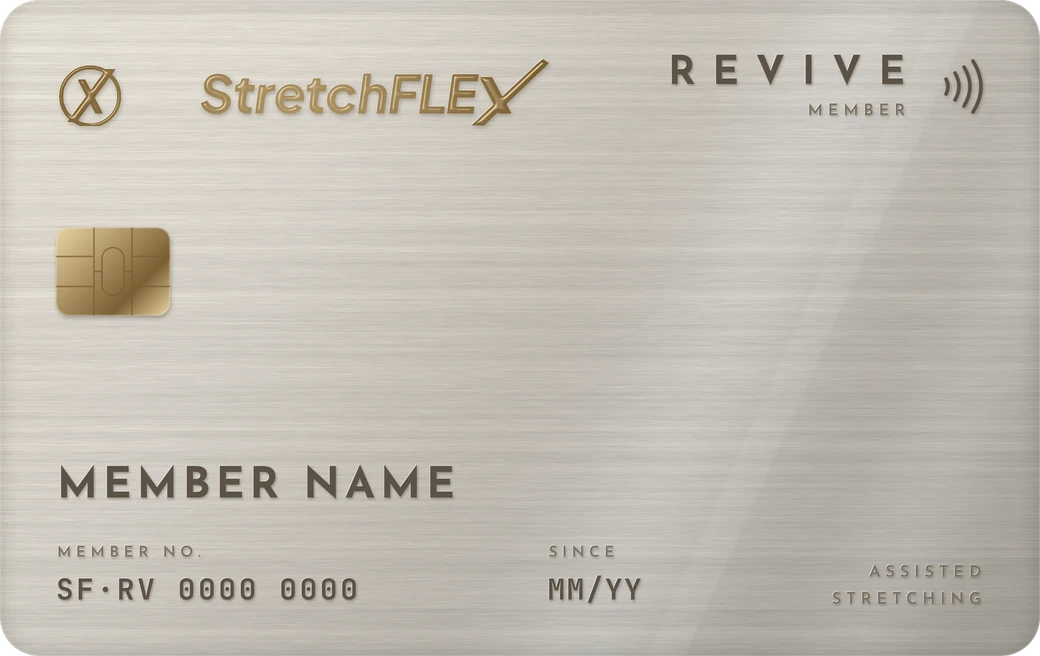 X
StretchFLEX
REVIVE
MEMBER
MEMBER NAME
MEMBER NO.
SF·RV 0000 0000
SINCE
MM/YY
ASSISTED
STRETCHING